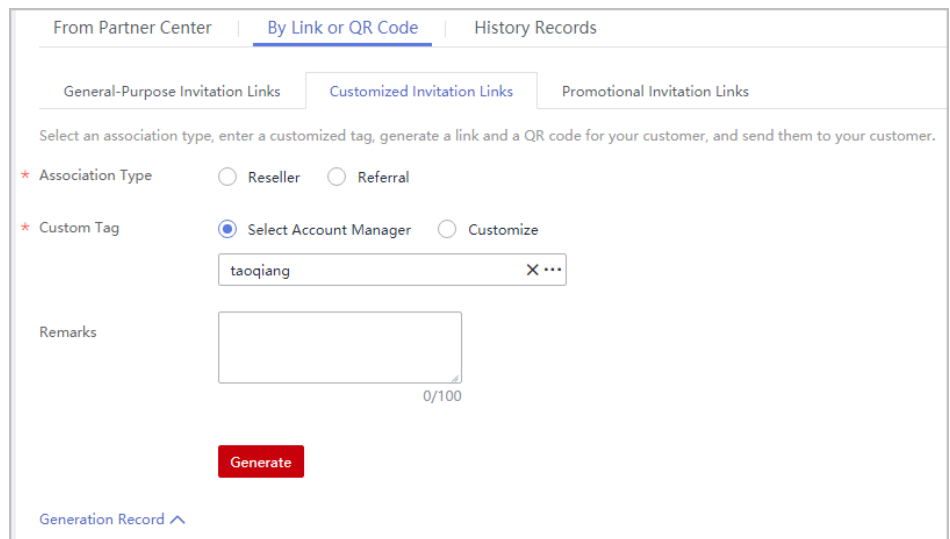 From Partner Center By Link or QR Code History Records
General-Purpose Invitation Links Customized Invitation Links Promotional Invitation Links
Select an association type, enter a customized tag, generate a link and a QR code for your customer, and send them to your customer.
* Association Type Reseller Referral
* Custom Tag Select Account Manager Customize
taoqiang
Remarks
0/100
Generate
Generation Record